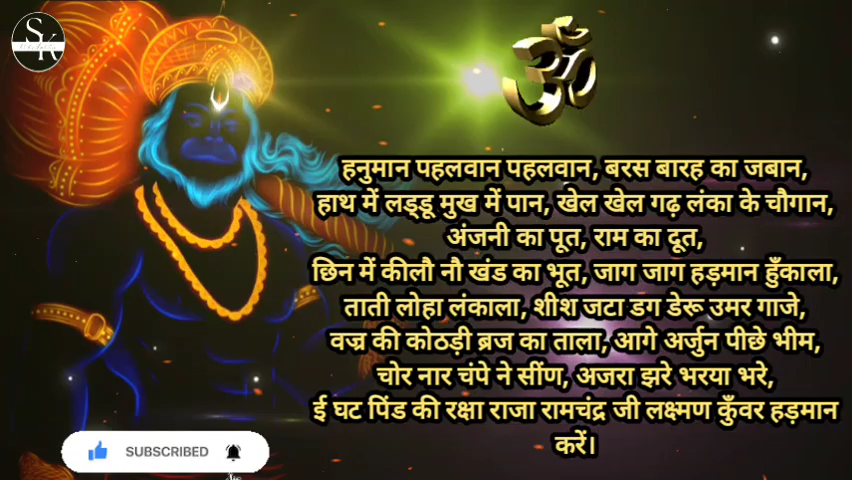 SK
हनुमान पहलवान पहलवान, बरस बारह का जबान,
हाथ में लड्डू मुख में पान, खेल खेल गढ़ लंका के चौगान,
अंजनी का पूत, राम का दूत,
छिन में कीलौ नौ खंड का भूत, जाग जाग हड़मान हुँकाला,
ताती लोहा लंकाला, शीश जटा डग डेरू उमर गाजे,
वज्र की कोठड़ी ब्रज का ताला, आगे अर्जुन पीछे भीम,
चोर नार चंपे ने सींण, अजरा झरे भरया भरे,
ई घट पिंड की रक्षा राजा रामचंद्र जी लक्ष्मण कुँवर हड़मान
करें।
SUBSCRIBED